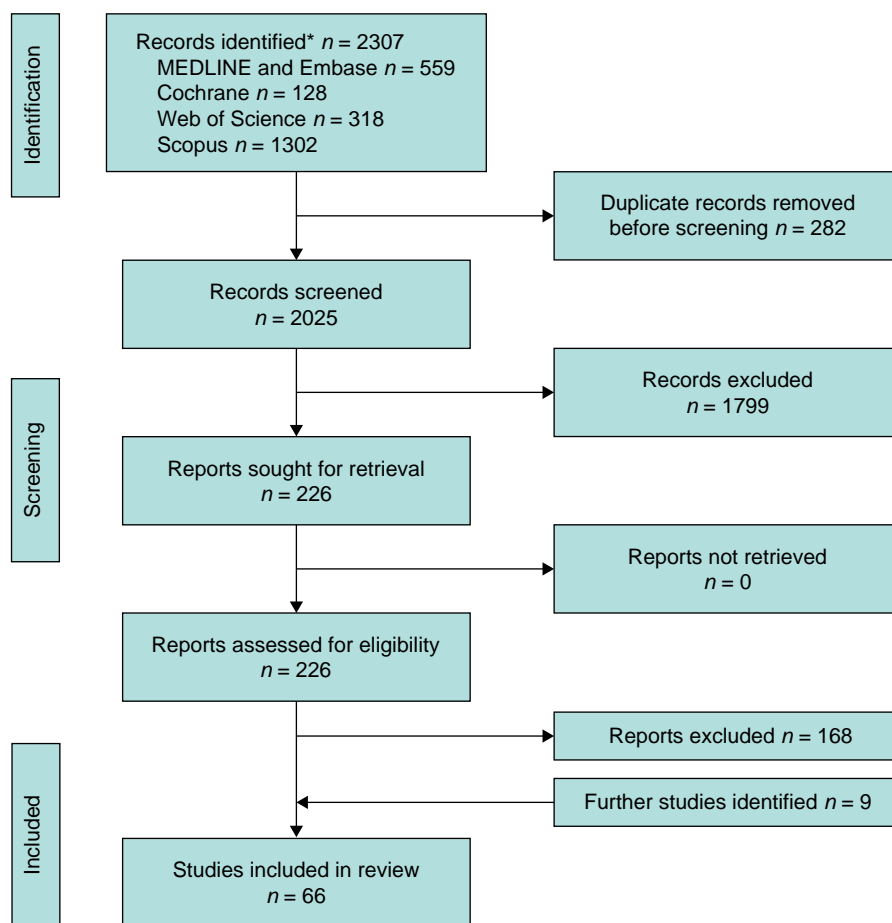 Identification
Records identified* n = 2307
MEDLINE and Embase n = 559
Cochrane n = 128
Web of Science n = 318
Scopus n = 1302
Duplicate records removed
before screening n = 282
Records screened
n = 2025
Screening
Records excluded
n = 1799
Reports sought for retrieval
n = 226
Reports not retrieved
n = 0
Reports assessed for eligibility
n = 226
Included
Reports excluded n = 168
Further studies identified n = 9
Studies included in review
n = 66